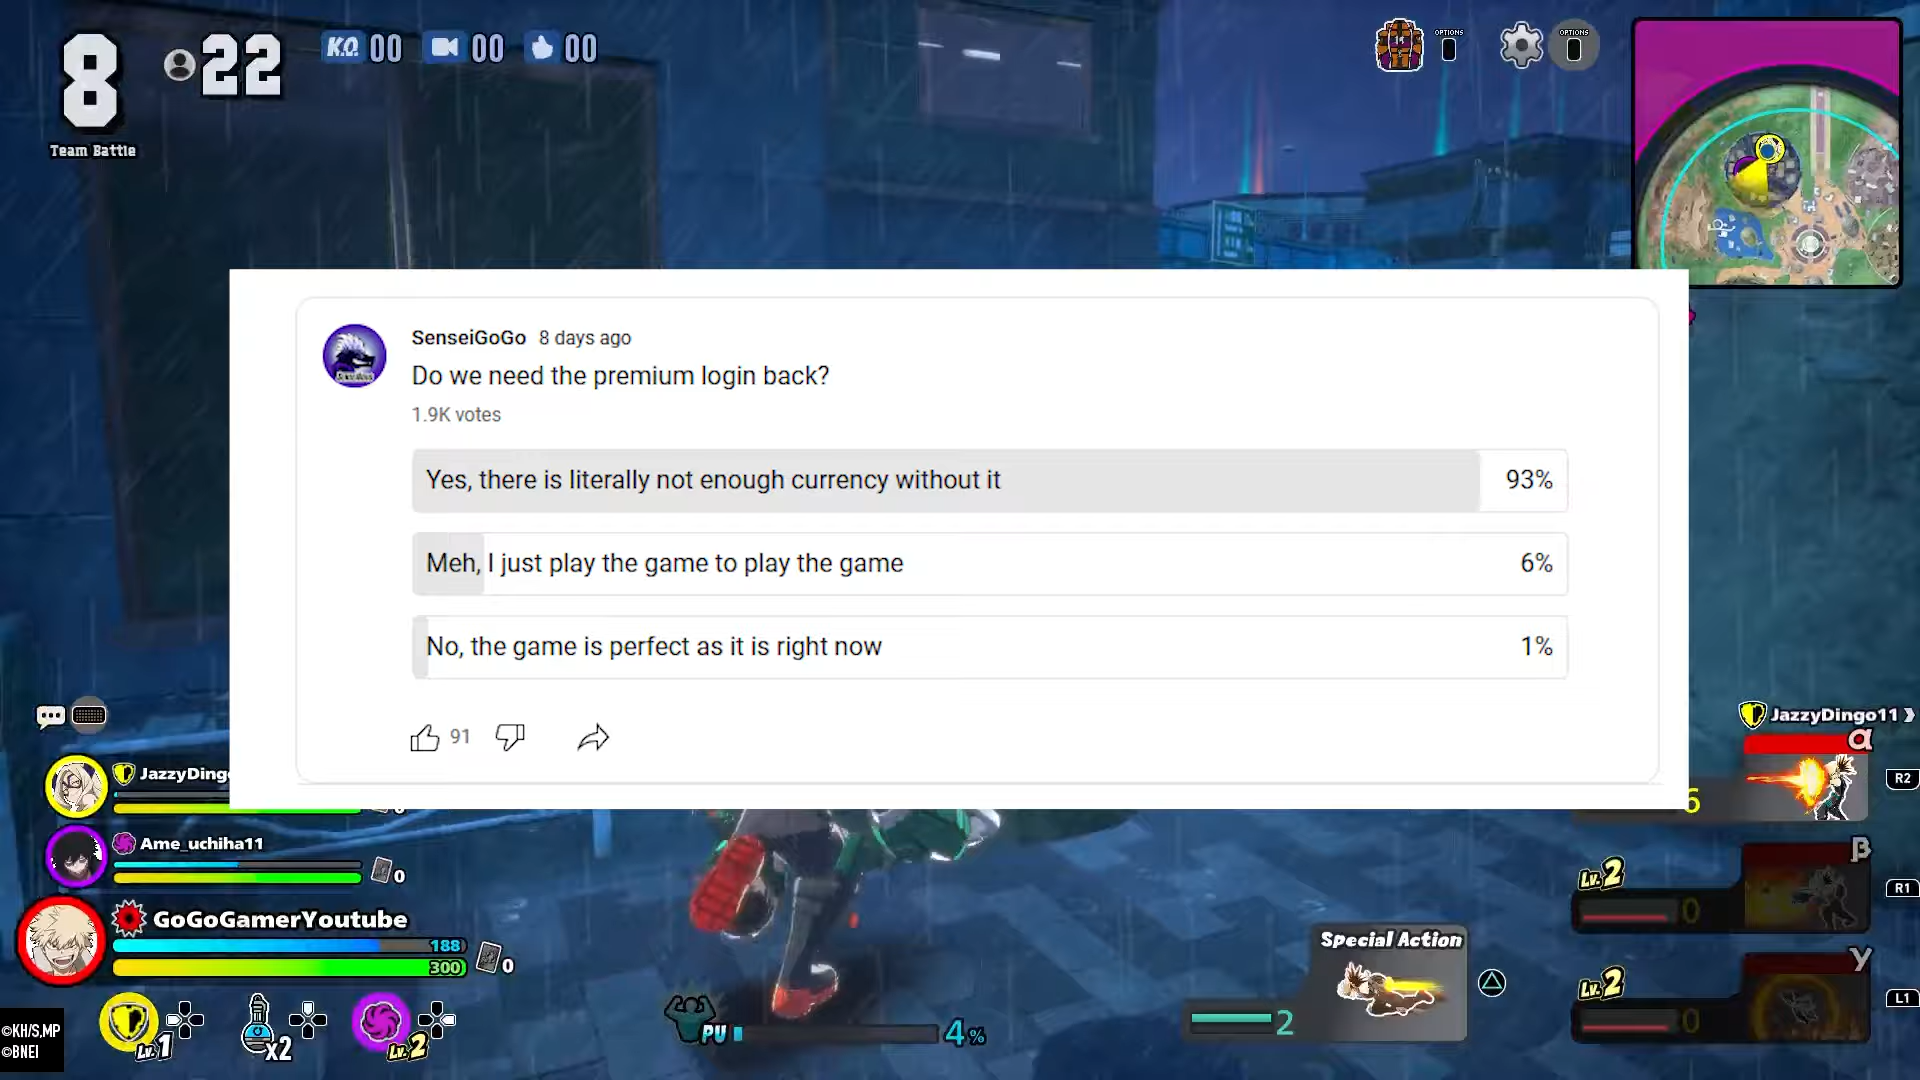 8
Team Battle
22
K.O. 00
00
00
OPTIONS
OPTIONS
SenseiGoGo 8 days ago
Do we need the premium login back?
1.9K votes
Yes, there is literally not enough currency without it 93%
Meh, I just play the game to play the game 6%
No, the game is perfect as it is right now 1%
91
JazzyDing
Ame_uchiha11
0
GoGoGamerYoutube
188
300
0
Lv.1
x2
Lv.2
©KH/S,MP
©BNEI
PU 4%
Special Action
2
JazzyDingo11
α
R2
6
β
Lv.2
R1
0
γ
Lv.2
L1
0